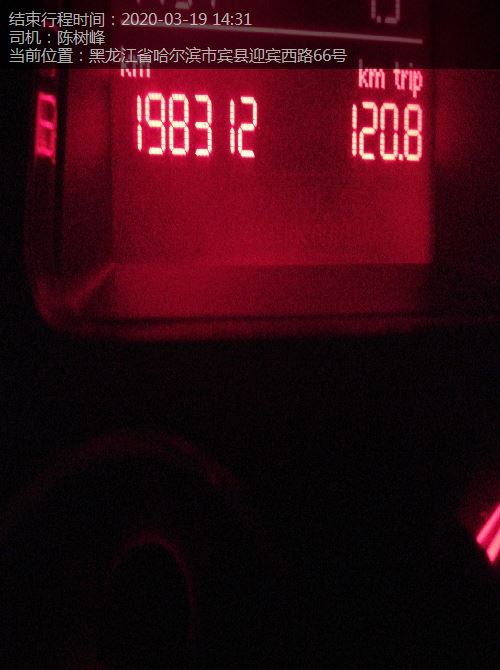 结束行程时间：2020-03-19 14:31
司机：陈树峰
当前位置：黑龙江省哈尔滨市宾县迎宾西路66号
km
km trip
198312
120.8